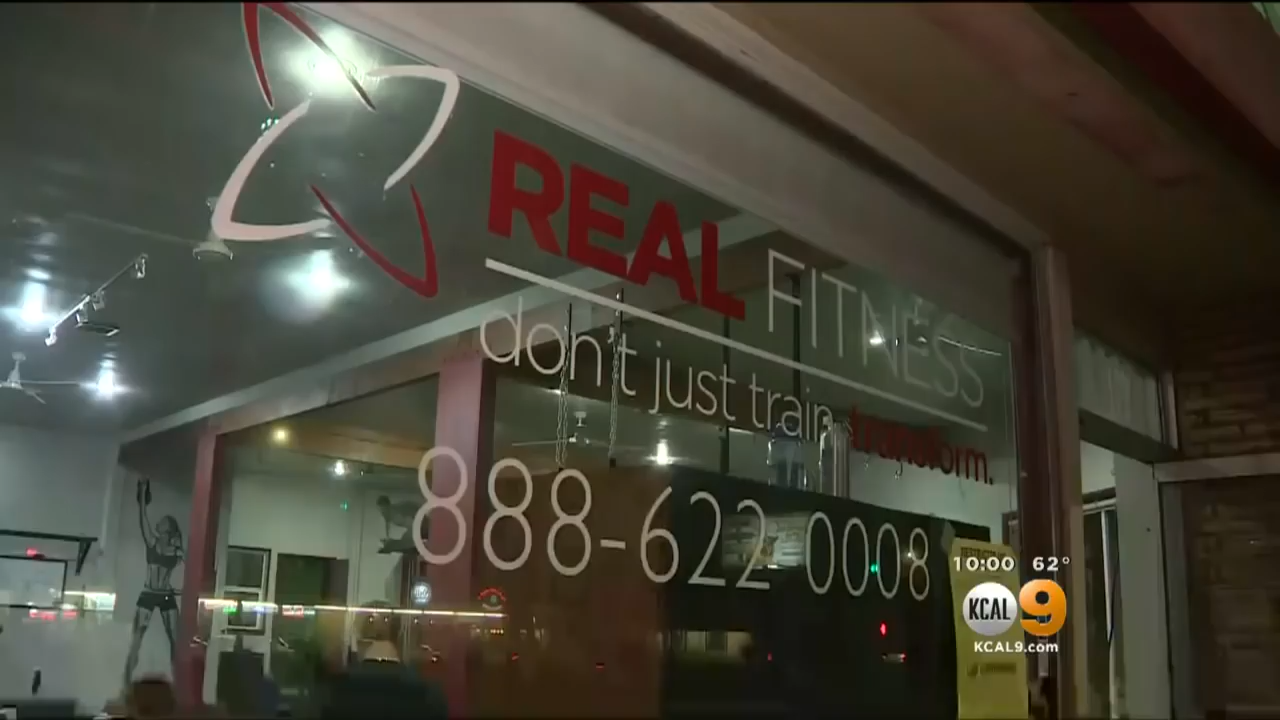 REAL FITNESS
don't just train, transform.
888-622-0008
10:00 62°
KCAL 9
KCAL9.com